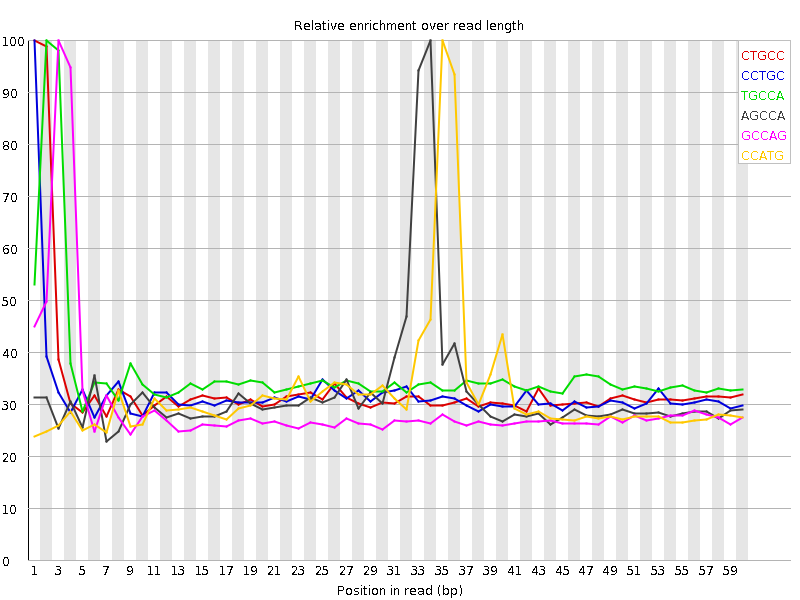 Relative enrichment over read length
100
90
80
70
60
50
40
30
20
10
0
CTGCC
CCTGC
TGCCA
AGCCA
GCCAG
CCATG
1 3 5 7 9 11 13 15 17 19 21 23 25 27 29 31 33 35 37 39 41 43 45 47 49 51 53 55 57 59
Position in read (bp)